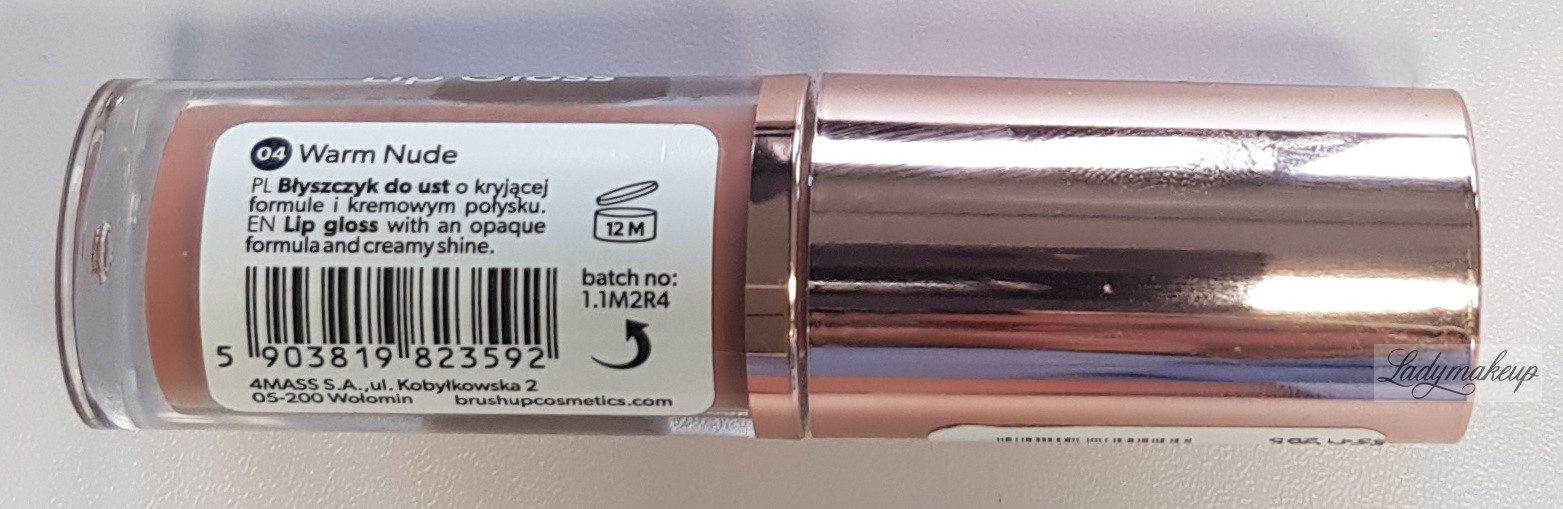 Lip Gloss
04 Warm Nude
PL Błyszczyk do ust o kryjącej
formule i kremowym połysku.
EN Lip gloss with an opaque
formula and creamy shine.
12 M
batch no:
1.1M2R4
5 903819 823592
4MASS S.A.,ul. Kobyłkowska 2
05-200 Wołomin brushupcosmetics.com
Ladymakeup